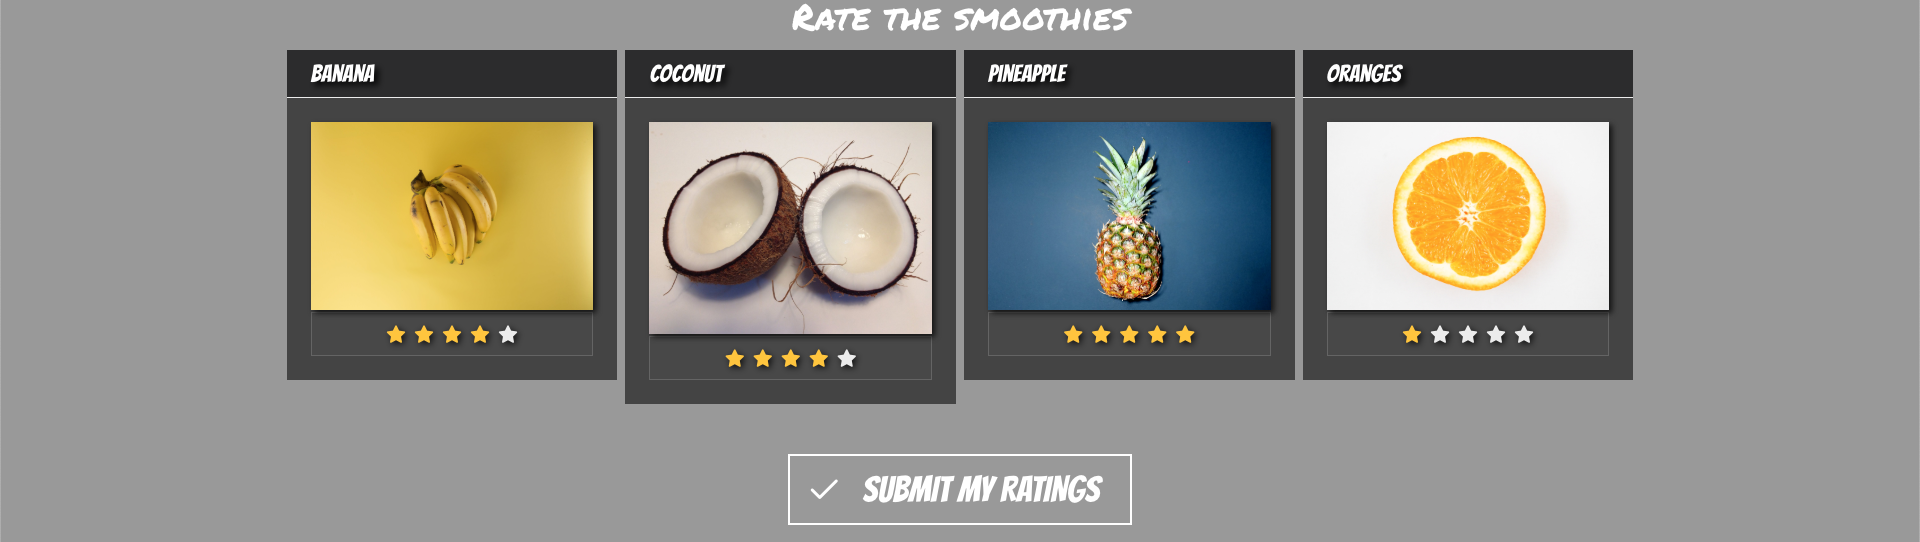 Rate the smoothies
BANANA
COCONUT
PINEAPPLE
ORANGES
SUBMIT MY RATINGS